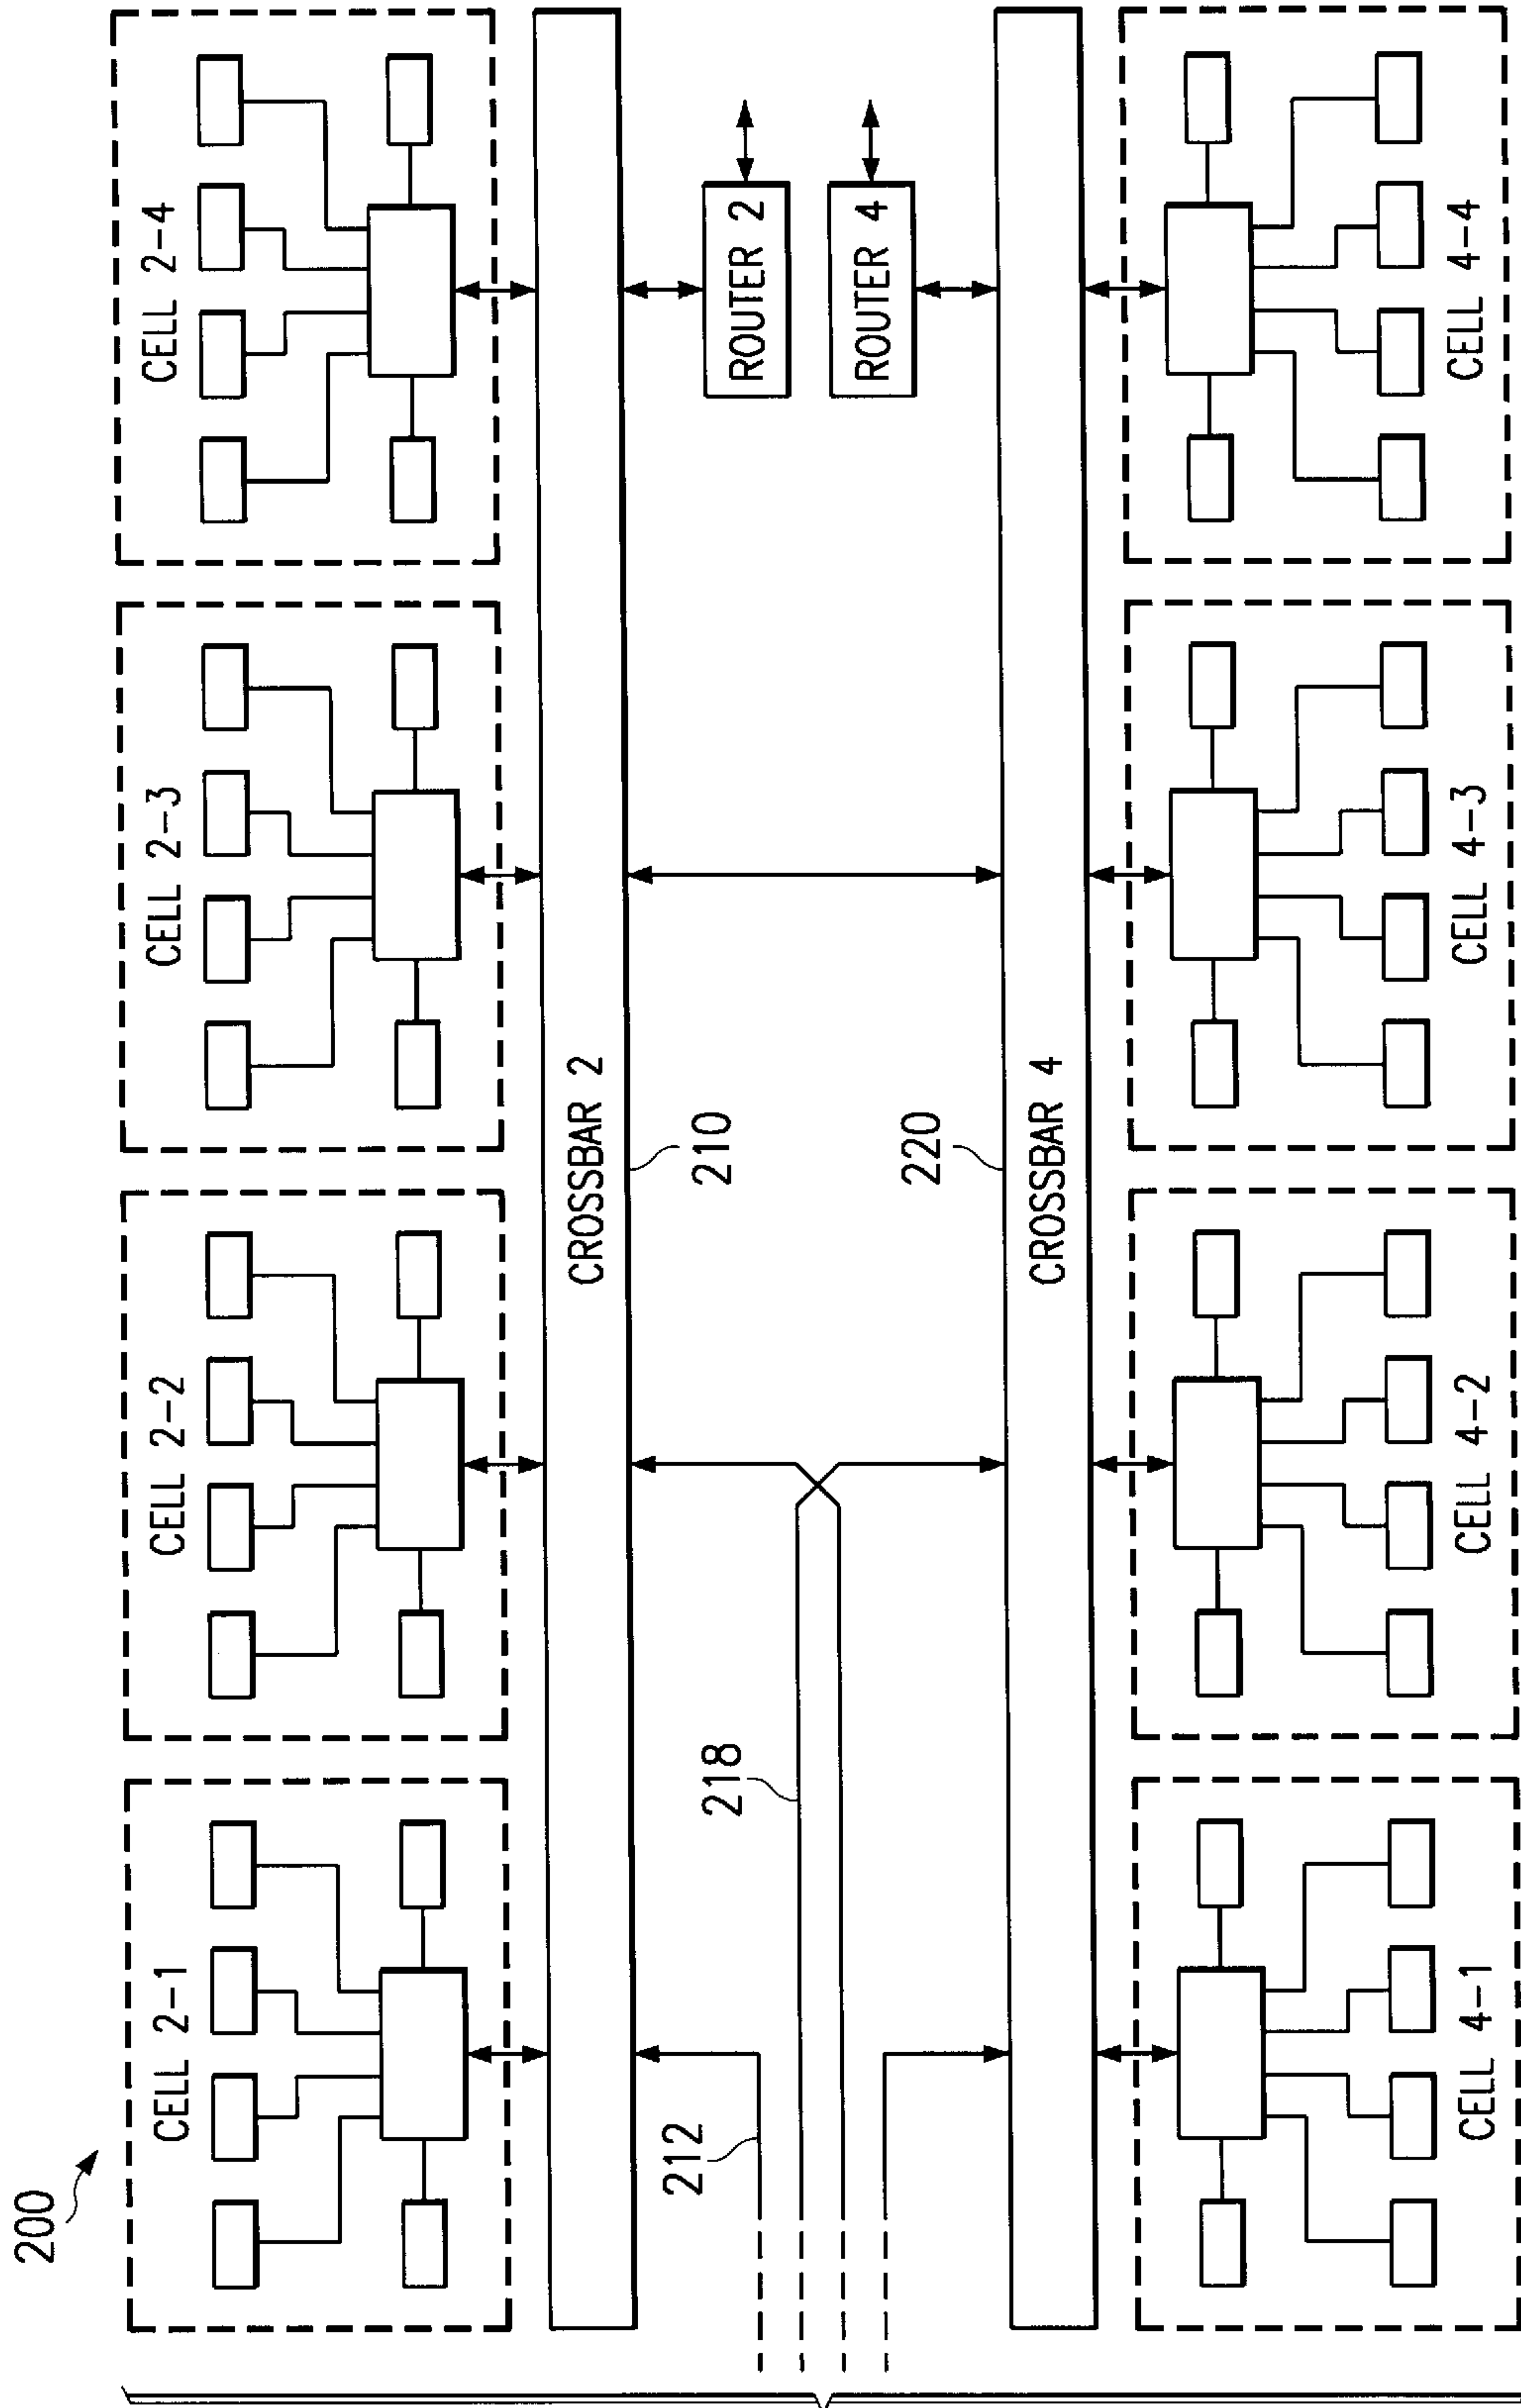 200
CELL 2-1
CELL 2-2
CELL 2-3
CELL 2-4
CROSSBAR 2
210
212
218
ROUTER 2
ROUTER 4
220
CROSSBAR 4
CELL 4-1
CELL 4-2
CELL 4-3
CELL 4-4